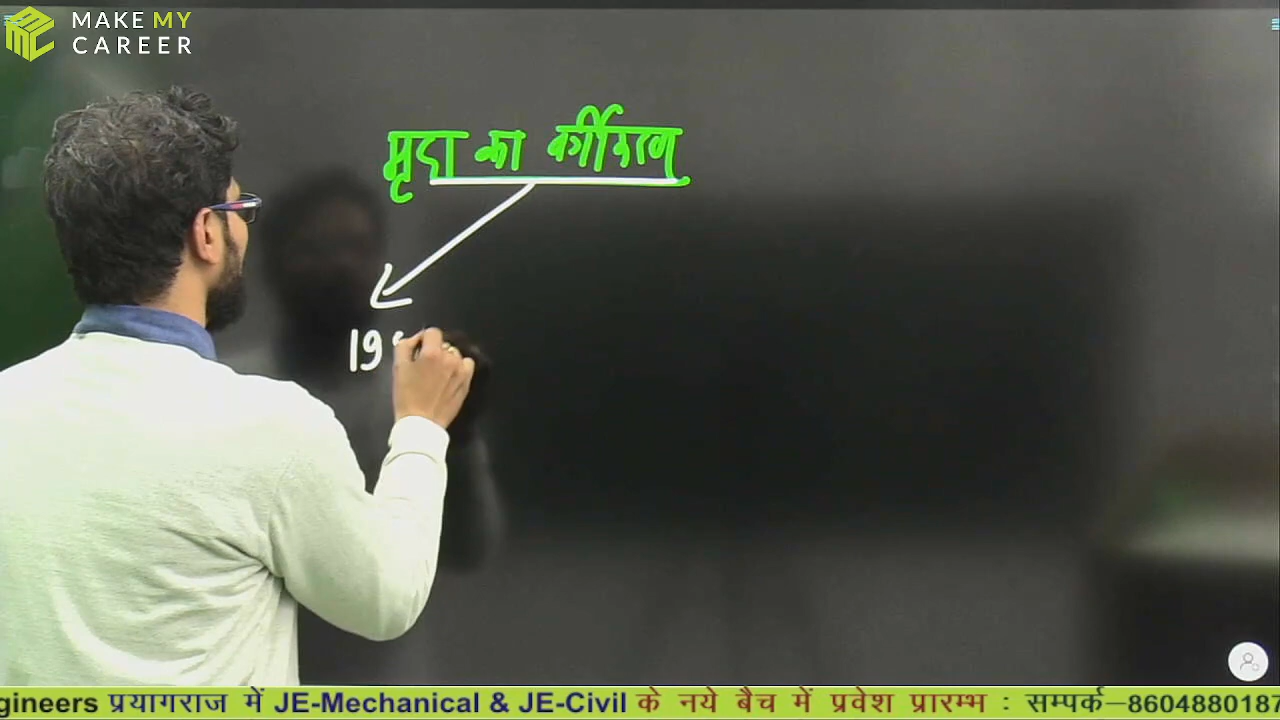 MAKE MY
CAREER
मृदा का वर्गीकरण
19
gineers प्रयागराज में JE-Mechanical & JE-Civil के नये बैच में प्रवेश प्रारम्भ : सम्पर्क–8604880187